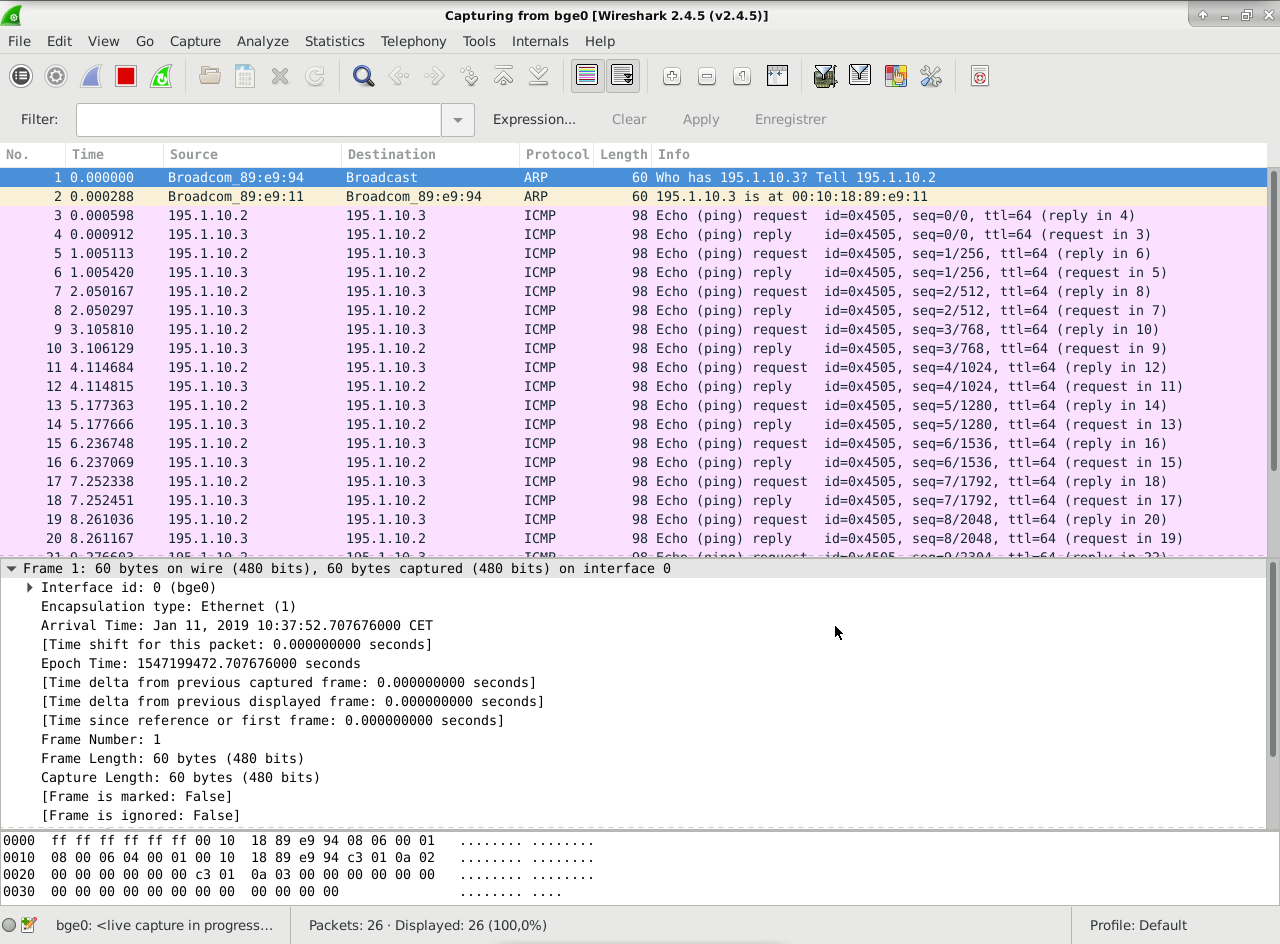 Capturing from bge0 [Wireshark 2.4.5 (v2.4.5)]
File Edit View Go Capture Analyze Statistics Telephony Tools Internals Help
Filter: Expression... Clear Apply Enregistrer
No. Time Source Destination Protocol Length Info
1 0.000000 Broadcom_89:e9:94 Broadcast ARP 60 Who has 195.1.10.3? Tell 195.1.10.2
2 0.000288 Broadcom_89:e9:11 Broadcom_89:e9:94 ARP 60 195.1.10.3 is at 00:10:18:89:e9:11
3 0.000598 195.1.10.2 195.1.10.3 ICMP 98 Echo (ping) request id=0x4505, seq=0/0, ttl=64 (reply in 4)
4 0.000912 195.1.10.3 195.1.10.2 ICMP 98 Echo (ping) reply id=0x4505, seq=0/0, ttl=64 (request in 3)
5 1.005113 195.1.10.2 195.1.10.3 ICMP 98 Echo (ping) request id=0x4505, seq=1/256, ttl=64 (reply in 6)
6 1.005420 195.1.10.3 195.1.10.2 ICMP 98 Echo (ping) reply id=0x4505, seq=1/256, ttl=64 (request in 5)
7 2.050167 195.1.10.2 195.1.10.3 ICMP 98 Echo (ping) request id=0x4505, seq=2/512, ttl=64 (reply in 8)
8 2.050297 195.1.10.3 195.1.10.2 ICMP 98 Echo (ping) reply id=0x4505, seq=2/512, ttl=64 (request in 7)
9 3.105810 195.1.10.2 195.1.10.3 ICMP 98 Echo (ping) request id=0x4505, seq=3/768, ttl=64 (reply in 10)
10 3.106129 195.1.10.3 195.1.10.2 ICMP 98 Echo (ping) reply id=0x4505, seq=3/768, ttl=64 (request in 9)
11 4.114684 195.1.10.2 195.1.10.3 ICMP 98 Echo (ping) request id=0x4505, seq=4/1024, ttl=64 (reply in 12)
12 4.114815 195.1.10.3 195.1.10.2 ICMP 98 Echo (ping) reply id=0x4505, seq=4/1024, ttl=64 (request in 11)
13 5.177363 195.1.10.2 195.1.10.3 ICMP 98 Echo (ping) request id=0x4505, seq=5/1280, ttl=64 (reply in 14)
14 5.177666 195.1.10.3 195.1.10.2 ICMP 98 Echo (ping) reply id=0x4505, seq=5/1280, ttl=64 (request in 13)
15 6.236748 195.1.10.2 195.1.10.3 ICMP 98 Echo (ping) request id=0x4505, seq=6/1536, ttl=64 (reply in 16)
16 6.237069 195.1.10.3 195.1.10.2 ICMP 98 Echo (ping) reply id=0x4505, seq=6/1536, ttl=64 (request in 15)
17 7.252338 195.1.10.2 195.1.10.3 ICMP 98 Echo (ping) request id=0x4505, seq=7/1792, ttl=64 (reply in 18)
18 7.252451 195.1.10.3 195.1.10.2 ICMP 98 Echo (ping) reply id=0x4505, seq=7/1792, ttl=64 (request in 17)
19 8.261036 195.1.10.2 195.1.10.3 ICMP 98 Echo (ping) request id=0x4505, seq=8/2048, ttl=64 (reply in 20)
20 8.261167 195.1.10.3 195.1.10.2 ICMP 98 Echo (ping) reply id=0x4505, seq=8/2048, ttl=64 (request in 19)
Frame 1: 60 bytes on wire (480 bits), 60 bytes captured (480 bits) on interface 0
Interface id: 0 (bge0)
Encapsulation type: Ethernet (1)
Arrival Time: Jan 11, 2019 10:37:52.707676000 CET
[Time shift for this packet: 0.000000000 seconds]
Epoch Time: 1547199472.707676000 seconds
[Time delta from previous captured frame: 0.000000000 seconds]
[Time delta from previous displayed frame: 0.000000000 seconds]
[Time since reference or first frame: 0.000000000 seconds]
Frame Number: 1
Frame Length: 60 bytes (480 bits)
Capture Length: 60 bytes (480 bits)
[Frame is marked: False]
[Frame is ignored: False]
0000 ff ff ff ff ff ff 00 10 18 89 e9 94 08 06 00 01 ........ ........
0010 08 00 06 04 00 01 00 10 18 89 e9 94 c3 01 0a 02 ........ ........
0020 00 00 00 00 00 00 c3 01 0a 03 00 00 00 00 00 00 ........ ........
0030 00 00 00 00 00 00 00 00 00 00 00 00 ........ ....
bge0: <live capture in progress... Packets: 26 · Displayed: 26 (100,0%) Profile: Default